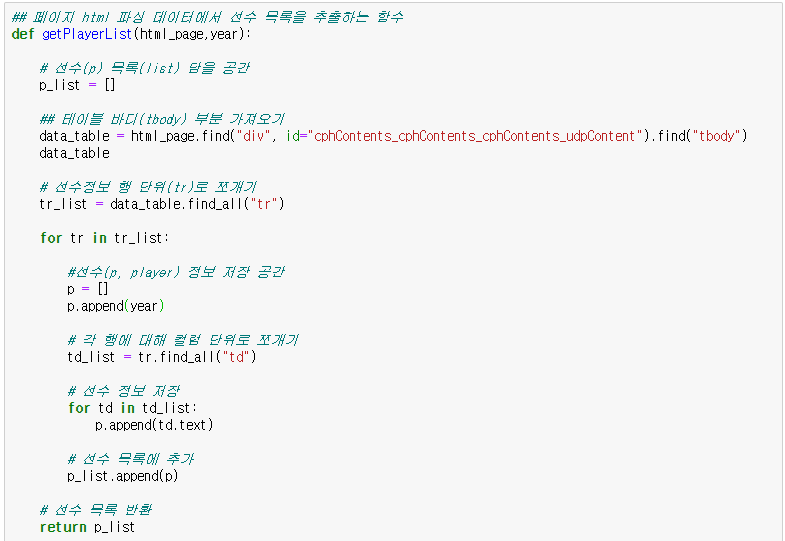 ## 페이지 html 파싱 데이터에서 선수 목록을 추출하는 함수
def getPlayerList(html_page,year):
# 선수(p) 목록(list) 담을 공간
p_list = []
## 테이블 바디(tbody) 부분 가져오기
data_table = html_page.find("div", id="cphContents_cphContents_cphContents_udpContent").find("tbody")
data_table
# 선수정보 행 단위(tr)로 쪼개기
tr_list = data_table.find_all("tr")
for tr in tr_list:
#선수(p, player) 정보 저장 공간
p = []
p.append(year)
# 각 행에 대해 컬럼 단위로 쪼개기
td_list = tr.find_all("td")
# 선수 정보 저장
for td in td_list:
p.append(td.text)
# 선수 목록에 추가
p_list.append(p)
# 선수 목록 반환
return p_list